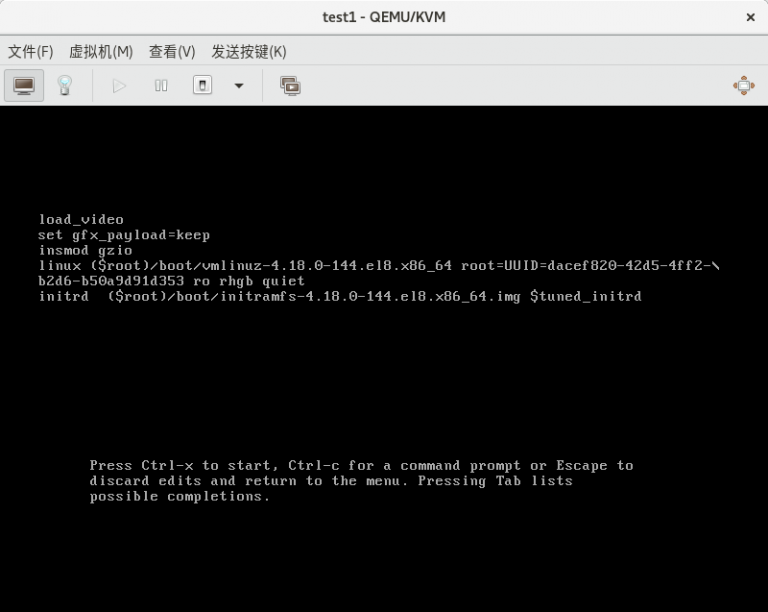 test1 - QEMU/KVM
文件(F) 虚拟机(M) 查看(V) 发送按键(K)
load_video
set gfx_payload=keep
insmod gzio
linux ($root)/boot/vmlinuz-4.18.0-144.el8.x86_64 root=UUID=dacef820-42d5-4ff2-\
b2d6-b50a9d91d353 ro rhgb quiet
initrd  ($root)/boot/initramfs-4.18.0-144.el8.x86_64.img $tuned_initrd
Press Ctrl-x to start, Ctrl-c for a command prompt or Escape to
discard edits and return to the menu. Pressing Tab lists
possible completions.